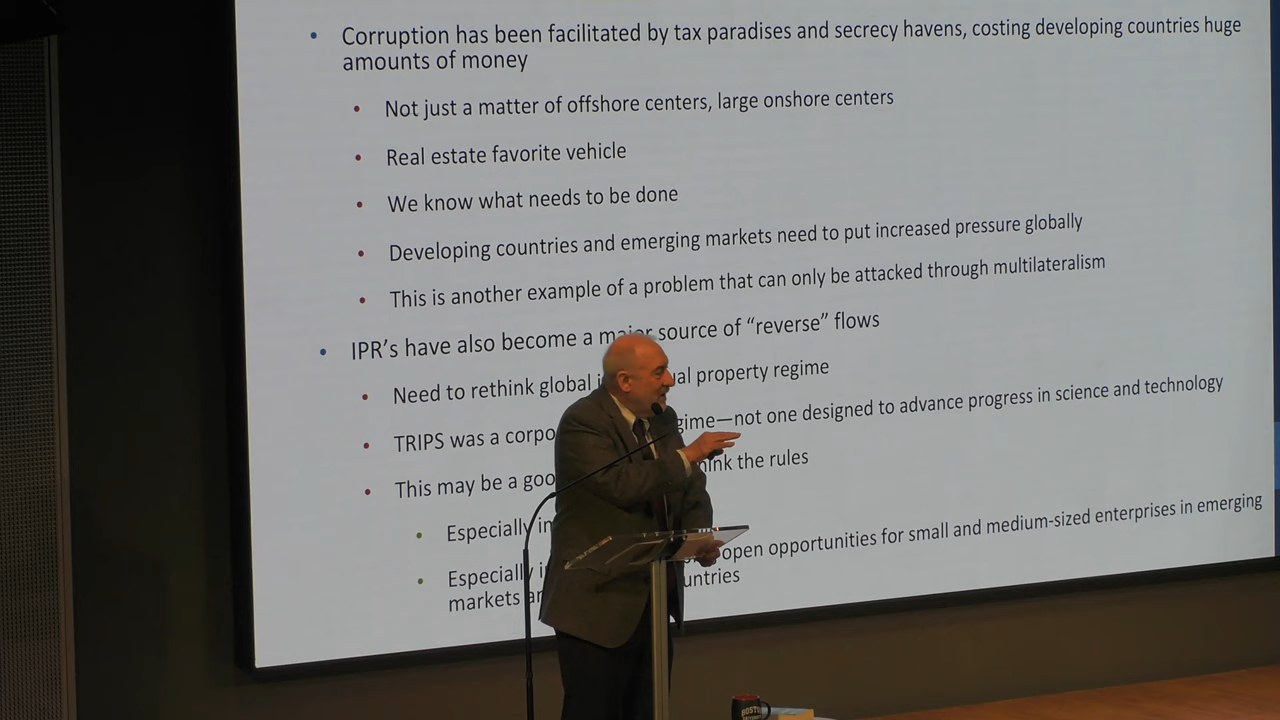 • Corruption has been facilitated by tax paradises and secrecy havens, costing developing countries huge
amounts of money
• Not just a matter of offshore centers, large onshore centers
• Real estate favorite vehicle
• We know what needs to be done
• Developing countries and emerging markets need to put increased pressure globally
• This is another example of a problem that can only be attacked through multilateralism
• IPR's have also become a major source of “reverse” flows
• Need to rethink global property regime
• TRIPS was a —not one designed to advance progress in science and technology
• This may be a the rules
• Especially
• Especially open opportunities for small and medium-sized enterprises in emerging
markets